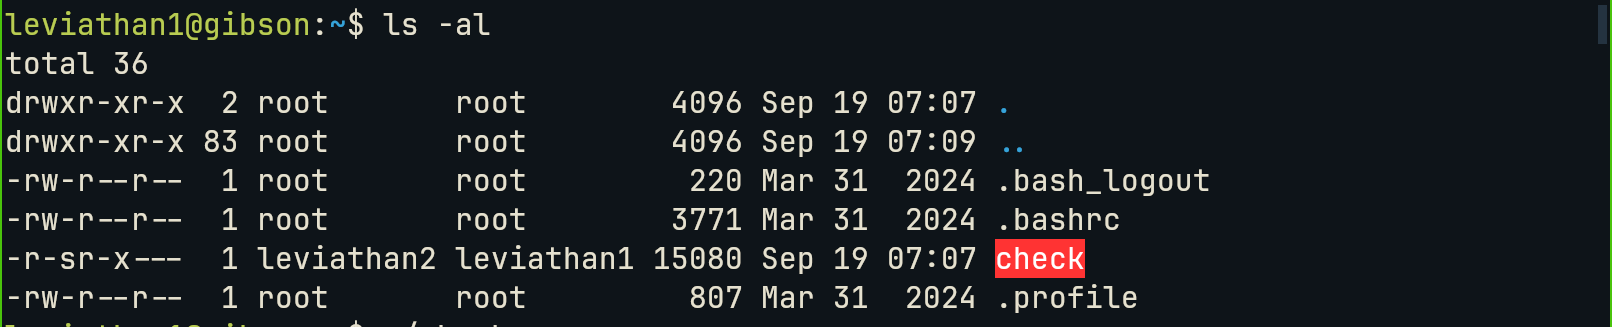 leviathan1@gibson:~$ ls -al
total 36
drwxr-xr-x  2 root       root        4096 Sep 19 07:07 .
drwxr-xr-x 83 root       root        4096 Sep 19 07:09 ..
-rw-r--r--  1 root       root         220 Mar 31  2024 .bash_logout
-rw-r--r--  1 root       root        3771 Mar 31  2024 .bashrc
-r-sr-x---  1 leviathan2 leviathan1 15080 Sep 19 07:07 check
-rw-r--r--  1 root       root         807 Mar 31  2024 .profile